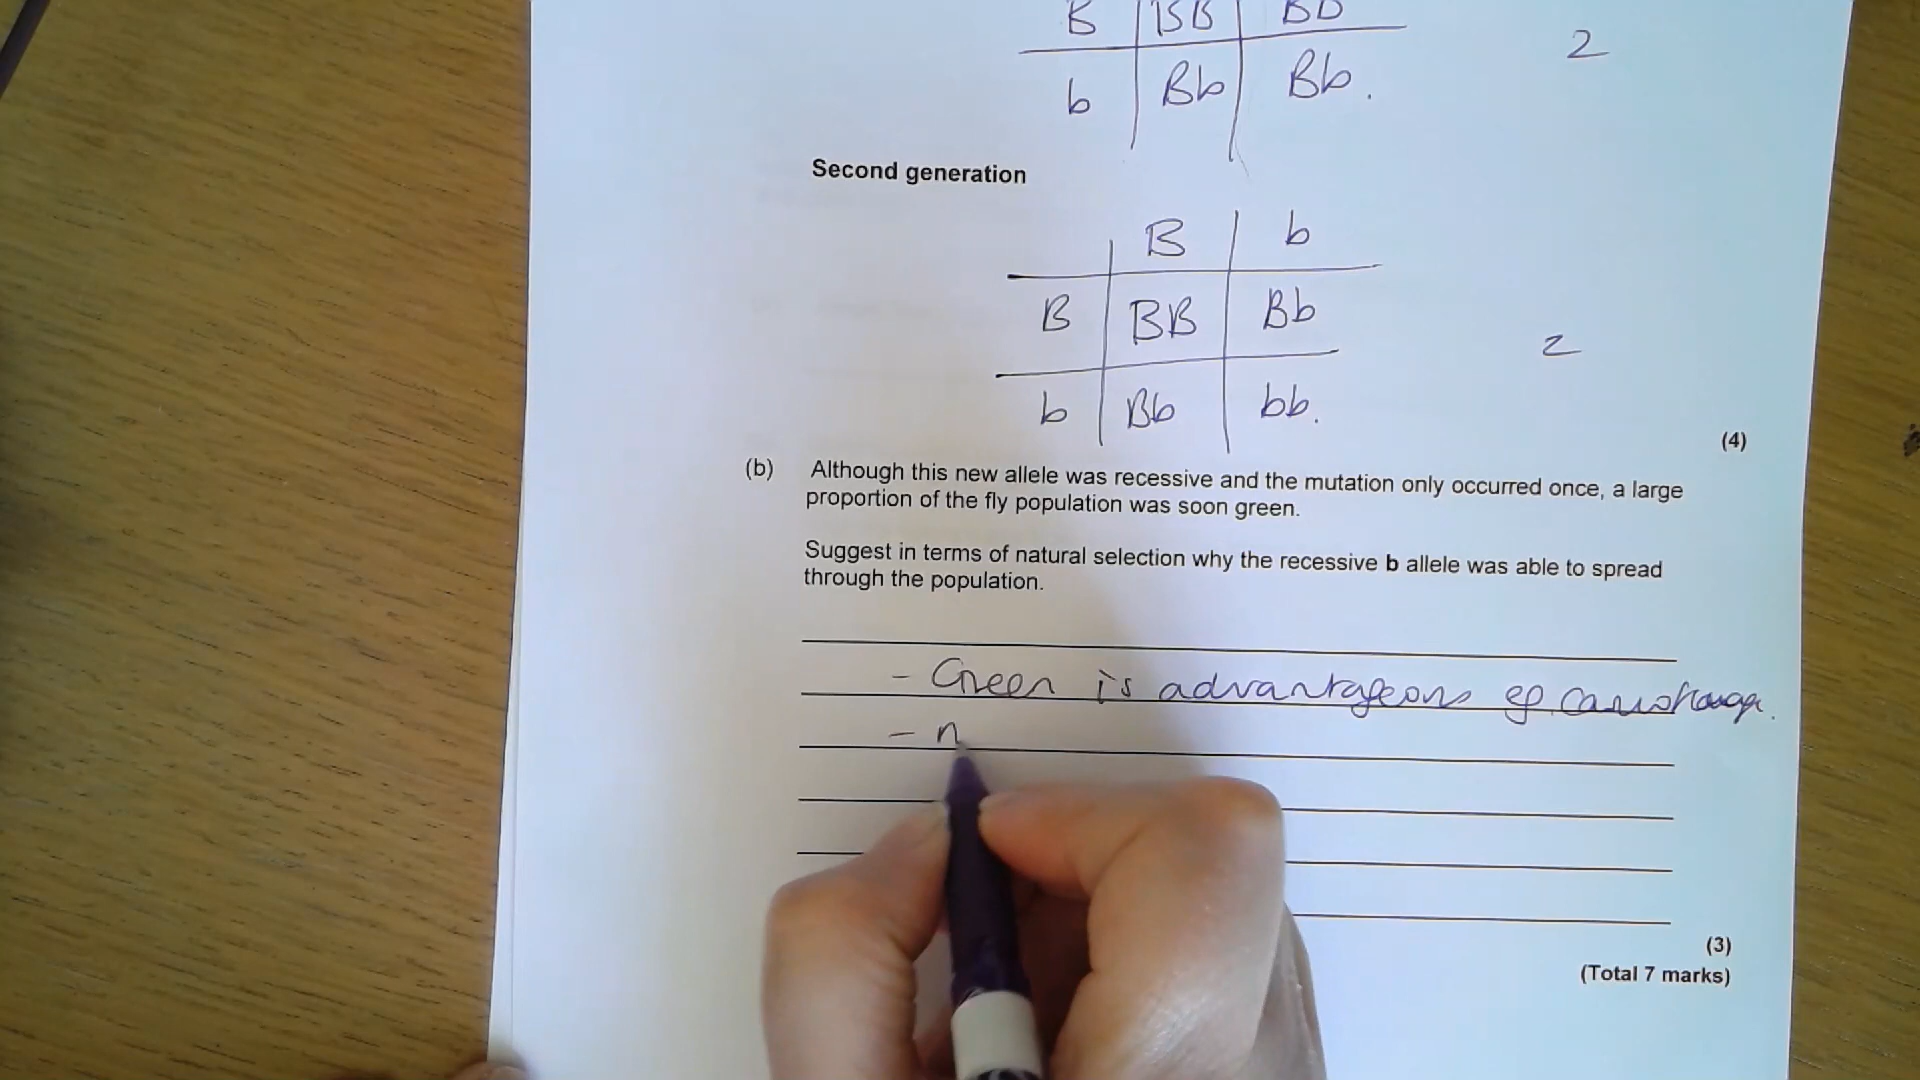 B BB Bb
2
b Bb Bb.
Second generation
B b
B BB Bb
2
b Bb bb.
(4)
(b) Although this new allele was recessive and the mutation only occurred once, a large
proportion of the fly population was soon green.
Suggest in terms of natural selection why the recessive b allele was able to spread
through the population.
- Green is advantageous eg camouflage.
- n
(3)
(Total 7 marks)